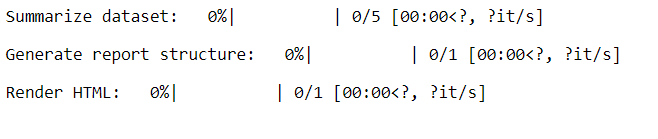 Summarize dataset:   0%|          | 0/5 [00:00<?, ?it/s]
Generate report structure:   0%|          | 0/1 [00:00<?, ?it/s]
Render HTML:   0%|          | 0/1 [00:00<?, ?it/s]